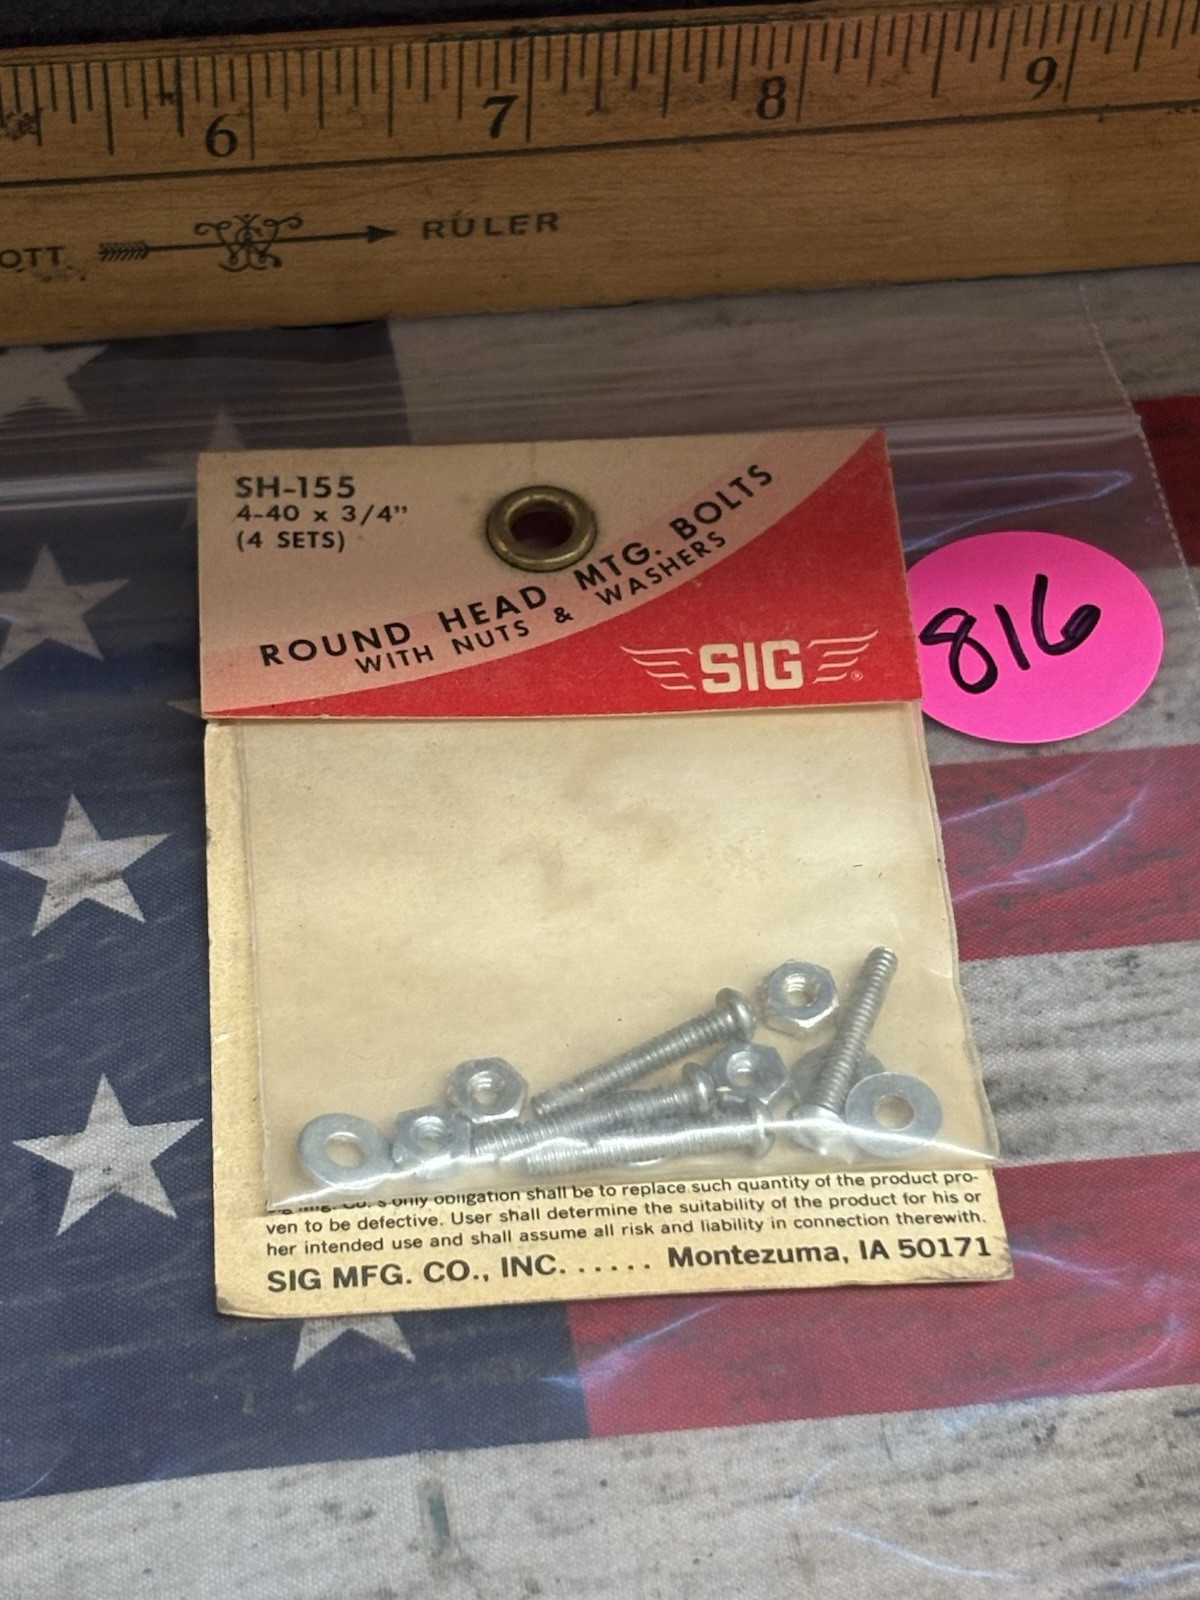 6 7 8 9
OTT RULER
SH-155
4-40 x 3/4"
(4 SETS)
ROUND HEAD MTG. BOLTS
WITH NUTS & WASHERS
SIG®
816
only obligation shall be to replace such quantity of the product pro-
ven to be defective. User shall determine the suitability of the product for his or
her intended use and shall assume all risk and liability in connection therewith.
SIG MFG. CO., INC. . . . . . Montezuma, IA 50171